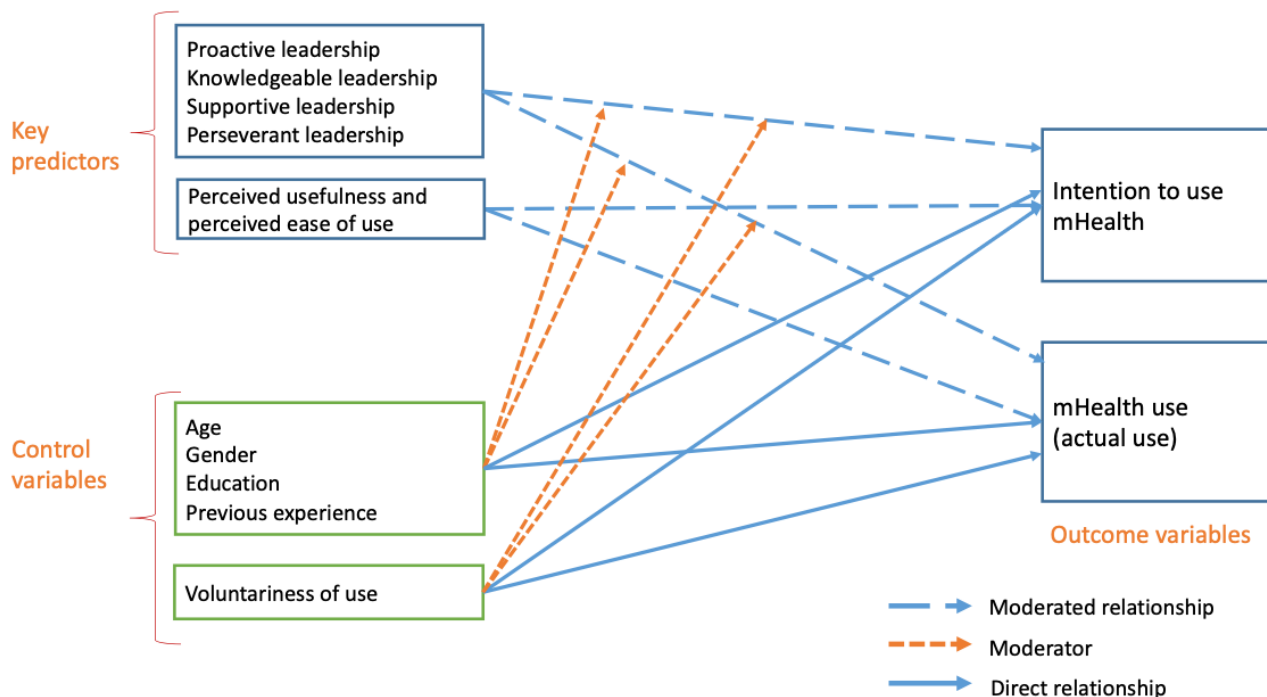 Key
predictors
Proactive leadership
Knowledgeable leadership
Supportive leadership
Perseverant leadership
Perceived usefulness and
perceived ease of use
Intention to use
mHealth
mHealth use
(actual use)
Outcome variables
Control
variables
Age
Gender
Education
Previous experience
Voluntariness of use
Moderated relationship
Moderator
Direct relationship